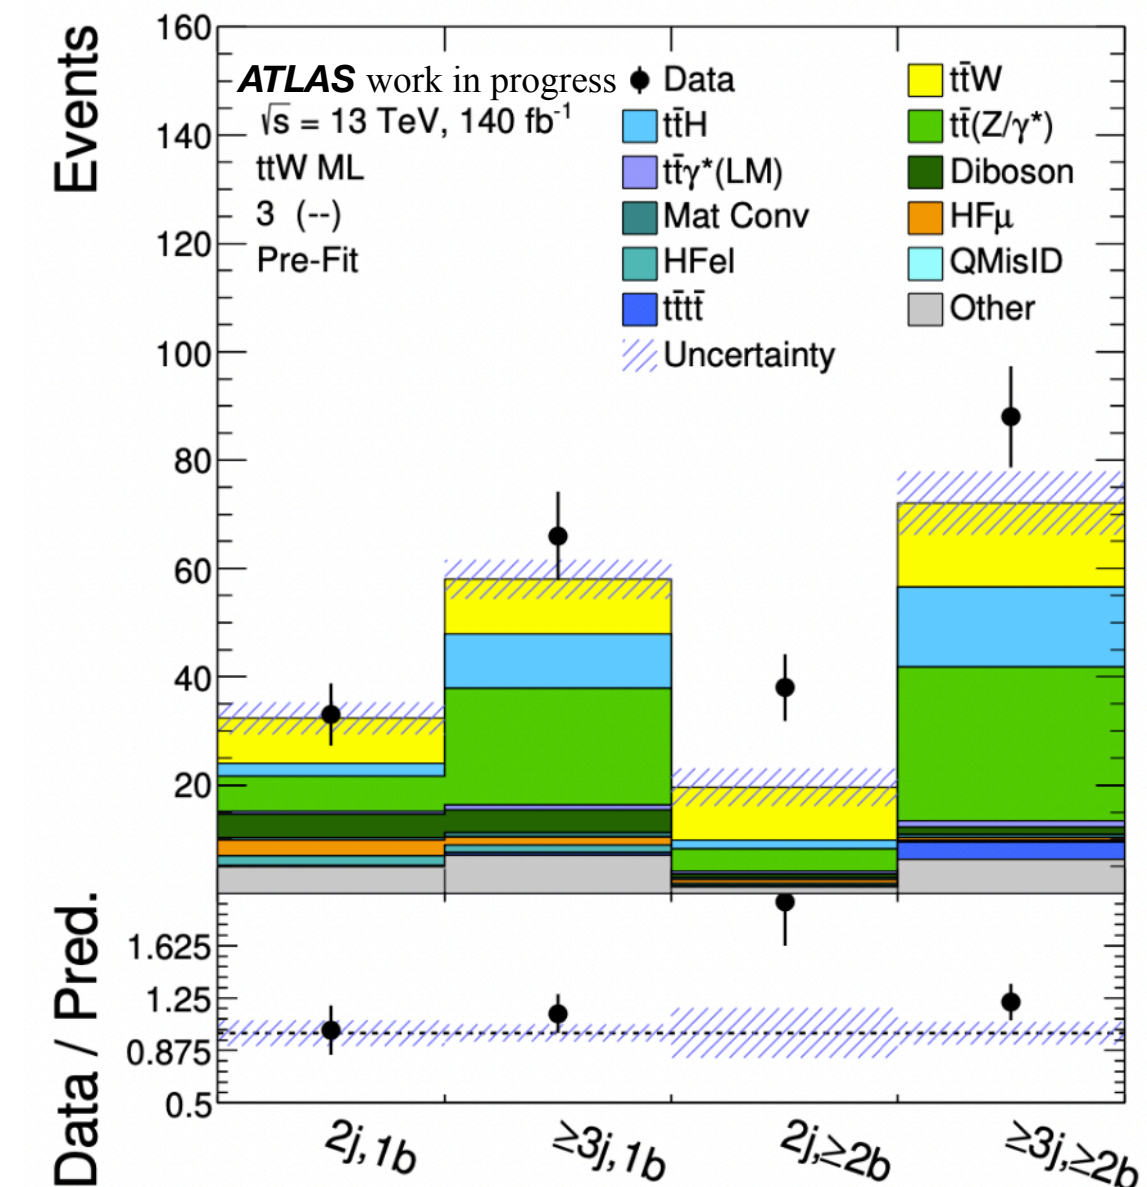 Events
160
140
120
100
80
60
40
20
ATLAS work in progress
√s = 13 TeV, 140 fb⁻¹
ttW ML
3 (--)
Pre-Fit
Data
tt̄W
tt̄H
tt̄(Z/γ*)
tt̄γ*(LM)
Diboson
Mat Conv
HFμ
HFel
QMisID
tt̄tt̄
Other
Uncertainty
Data / Pred.
1.625
1.25
0.875
0.5
2j, 1b
≥3j, 1b
2j,≥2b
≥3j,≥2b